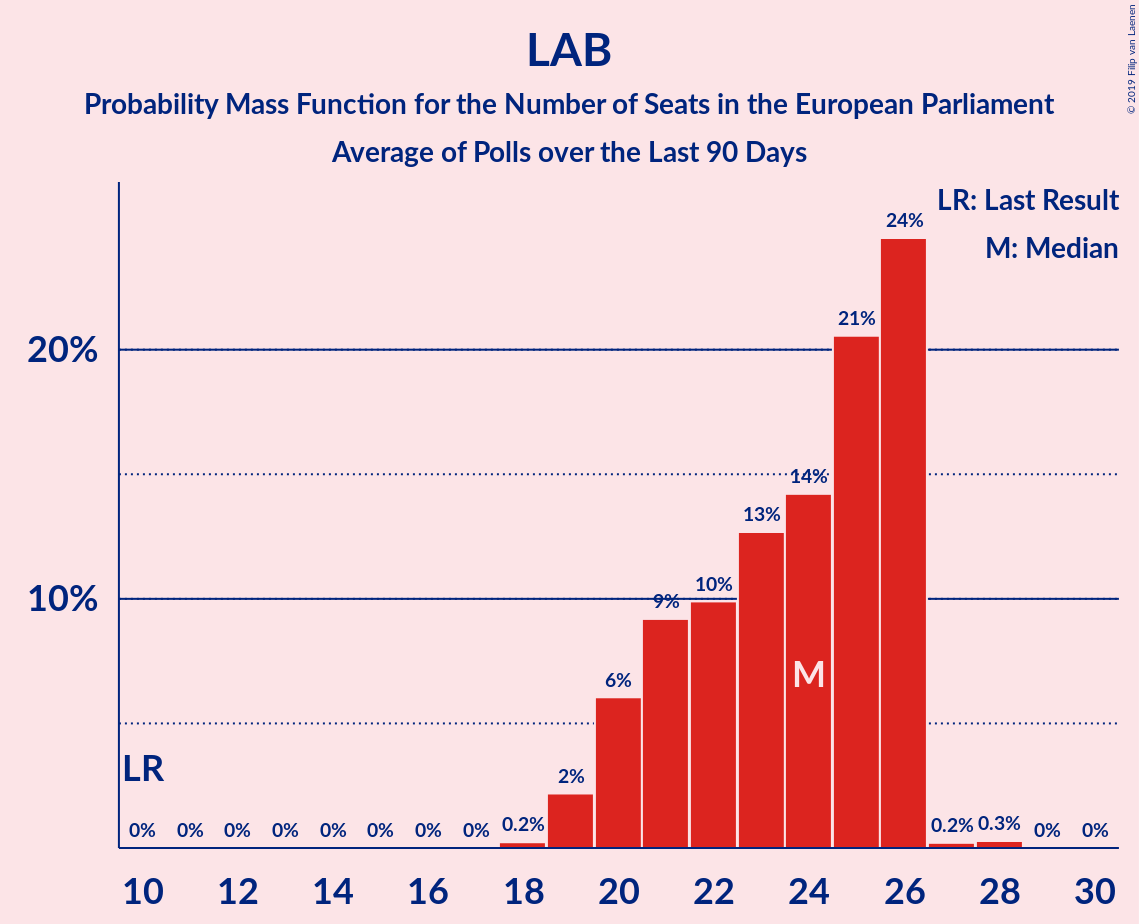 LAB
Probability Mass Function for the Number of Seats in the European Parliament
Average of Polls over the Last 90 Days
© 2019 Filip van Laenen
LR: Last Result
M: Median
20%
10%
LR
M
0% 0% 0% 0% 0% 0% 0% 0% 0.2% 2% 6% 9% 10% 13% 14% 21% 24% 0.2% 0.3% 0% 0%
10 12 14 16 18 20 22 24 26 28 30